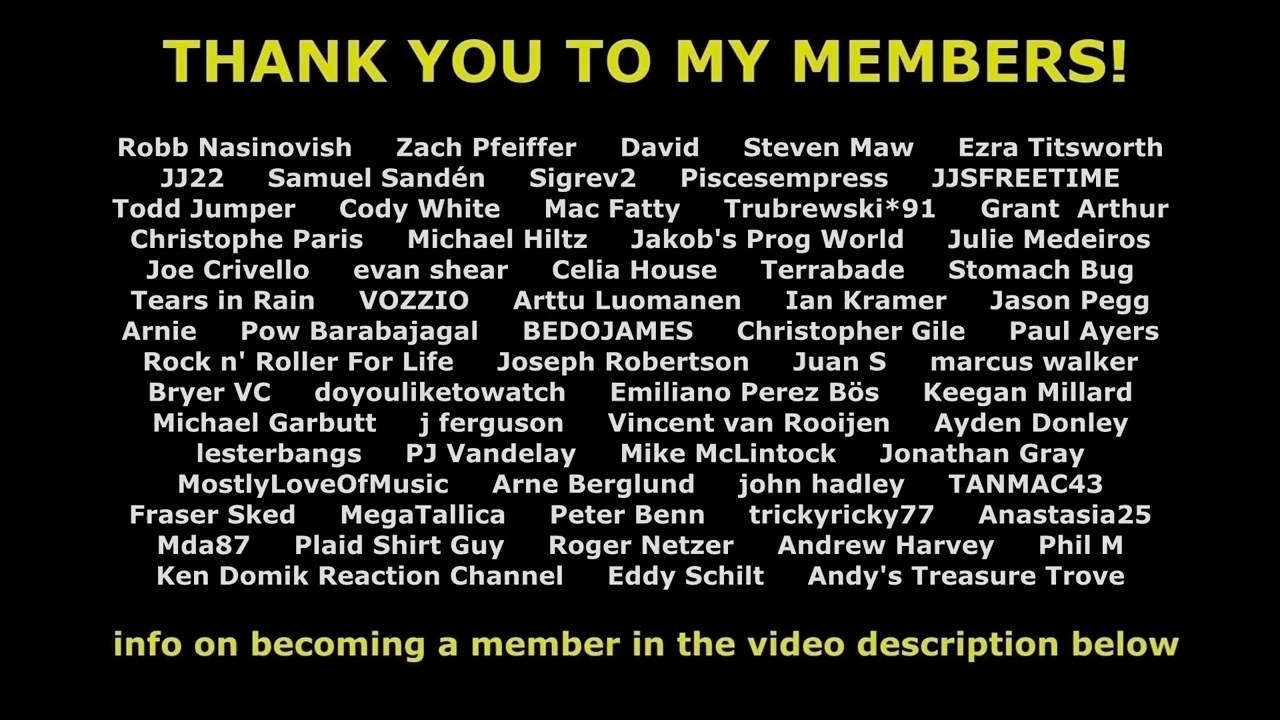 THANK YOU TO MY MEMBERS!
Robb Nasinovish Zach Pfeiffer David Steven Maw Ezra Titsworth
JJ22 Samuel Sandén Sigrev2 Piscesempress JJSFREETIME
Todd Jumper Cody White Mac Fatty Trubrewski*91 Grant Arthur
Christophe Paris Michael Hiltz Jakob's Prog World Julie Medeiros
Joe Crivello evan shear Celia House Terrabade Stomach Bug
Tears in Rain VOZZIO Arttu Luomanen Ian Kramer Jason Pegg
Arnie Pow Barabajagal BEDOJAMES Christopher Gile Paul Ayers
Rock n' Roller For Life Joseph Robertson Juan S marcus walker
Bryer VC doyouliketowatch Emiliano Perez Bös Keegan Millard
Michael Garbutt j ferguson Vincent van Rooijen Ayden Donley
lesterbangs PJ Vandelay Mike McLintock Jonathan Gray
MostlyLoveOfMusic Arne Berglund john hadley TANMAC43
Fraser Sked MegaTallica Peter Benn trickyricky77 Anastasia25
Mda87 Plaid Shirt Guy Roger Netzer Andrew Harvey Phil M
Ken Domik Reaction Channel Eddy Schilt Andy's Treasure Trove
info on becoming a member in the video description below